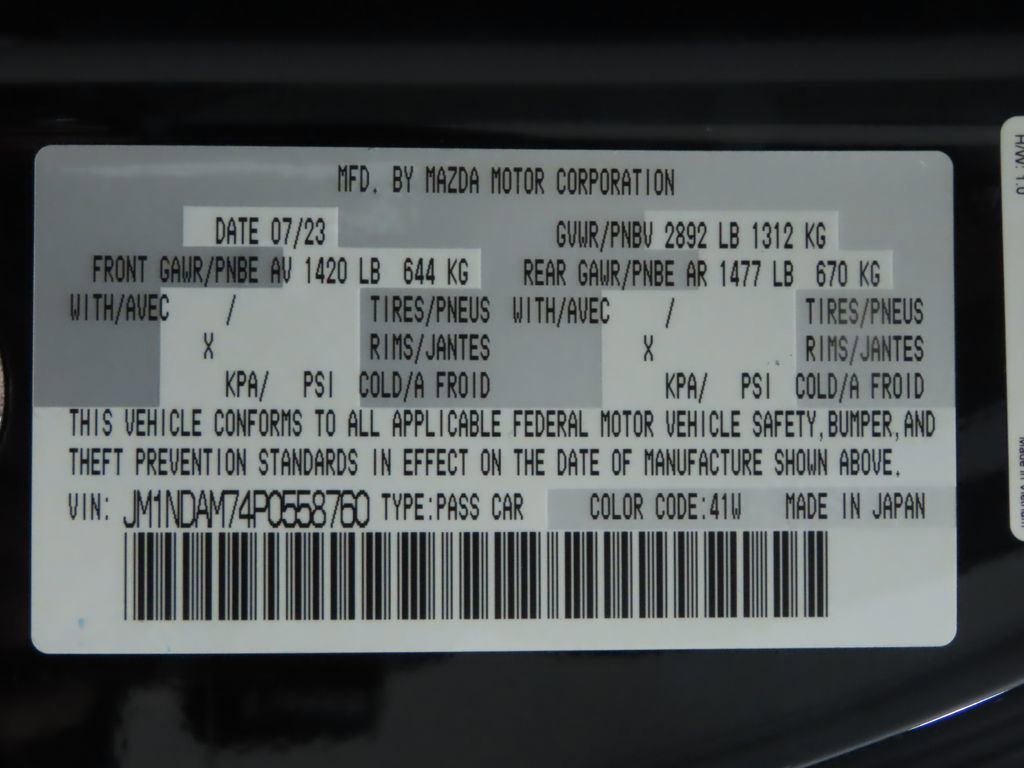 MFD. BY MAZDA MOTOR CORPORATION
DATE 07/23 GVWR/PNBV 2892 LB 1312 KG
FRONT GAWR/PNBE AV 1420 LB 644 KG REAR GAWR/PNBE AR 1477 LB 670 KG
WITH/AVEC / TIRES/PNEUS WITH/AVEC / TIRES/PNEUS
X RIMS/JANTES X RIMS/JANTES
KPA/ PSI COLD/A FROID KPA/ PSI COLD/A FROID
THIS VEHICLE CONFORMS TO ALL APPLICABLE FEDERAL MOTOR VEHICLE SAFETY,BUMPER,AND
THEFT PREVENTION STANDARDS IN EFFECT ON THE DATE OF MANUFACTURE SHOWN ABOVE.
VIN: JM1NDAM74P0558760 TYPE:PASS CAR COLOR CODE:41W MADE IN JAPAN
H/W: 1.0